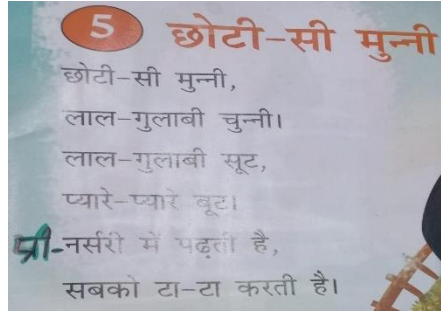 5 छोटी-सी मुन्नी
छोटी-सी मुन्नी,
लाल-गुलाबी चुन्नी।
लाल-गुलाबी सूट,
प्यारे-प्यारे बूट।
प्री-नर्सरी में पढ़ती है,
सबको टा-टा करती है।